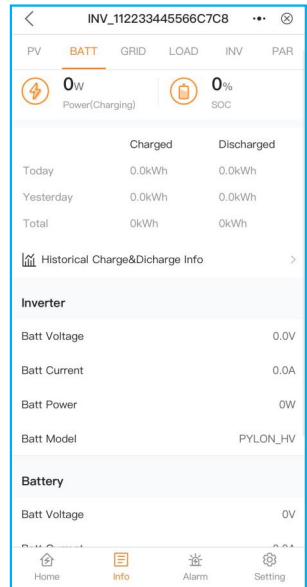 INV_112233445566C7C8
PV BATT GRID LOAD INV PAR
0W 0%
Power(Charging) SOC
Charged Discharged
Today 0.0kWh 0.0kWh
Yesterday 0.0kWh 0.0kWh
Total 0kWh 0kWh
Historical Charge&Dicharge Info
Inverter
Batt Voltage 0.0V
Batt Current 0.0A
Batt Power 0W
Batt Model PYLON_HV
Battery
Batt Voltage 0V
Home Info Alarm Setting